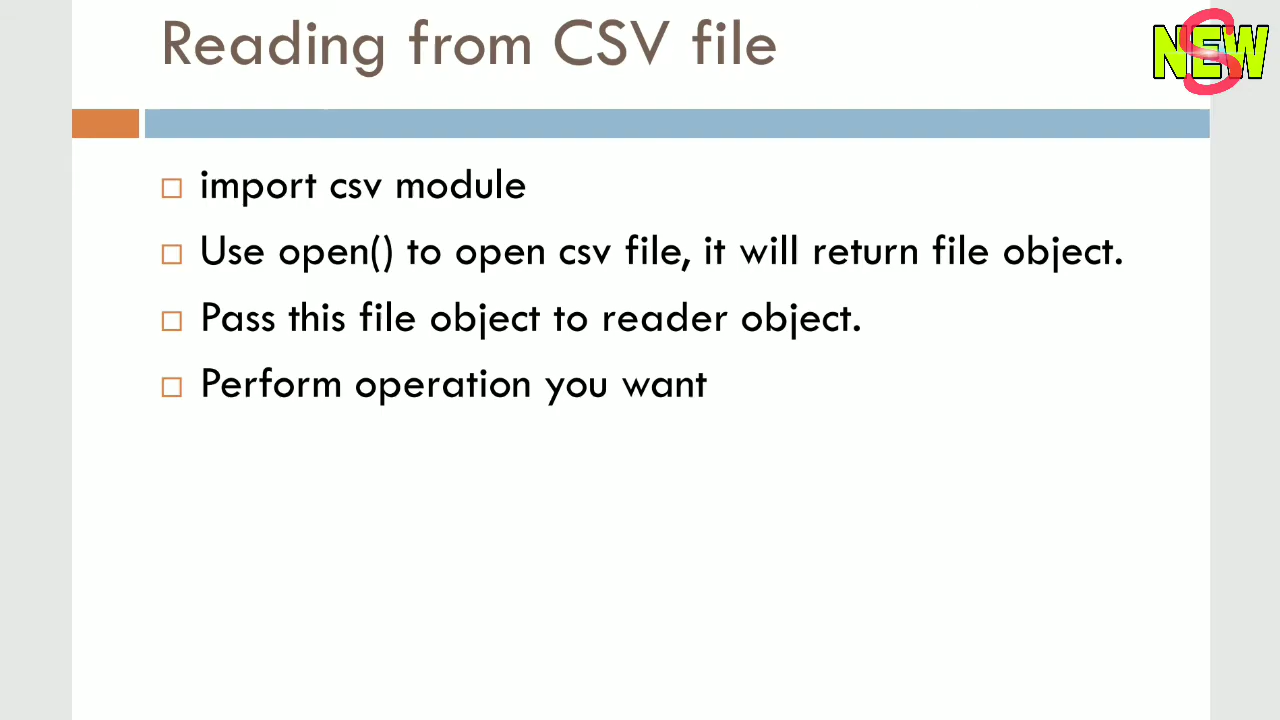 Reading from CSV file
NEW
S
import csv module
Use open() to open csv file, it will return file object.
Pass this file object to reader object.
Perform operation you want